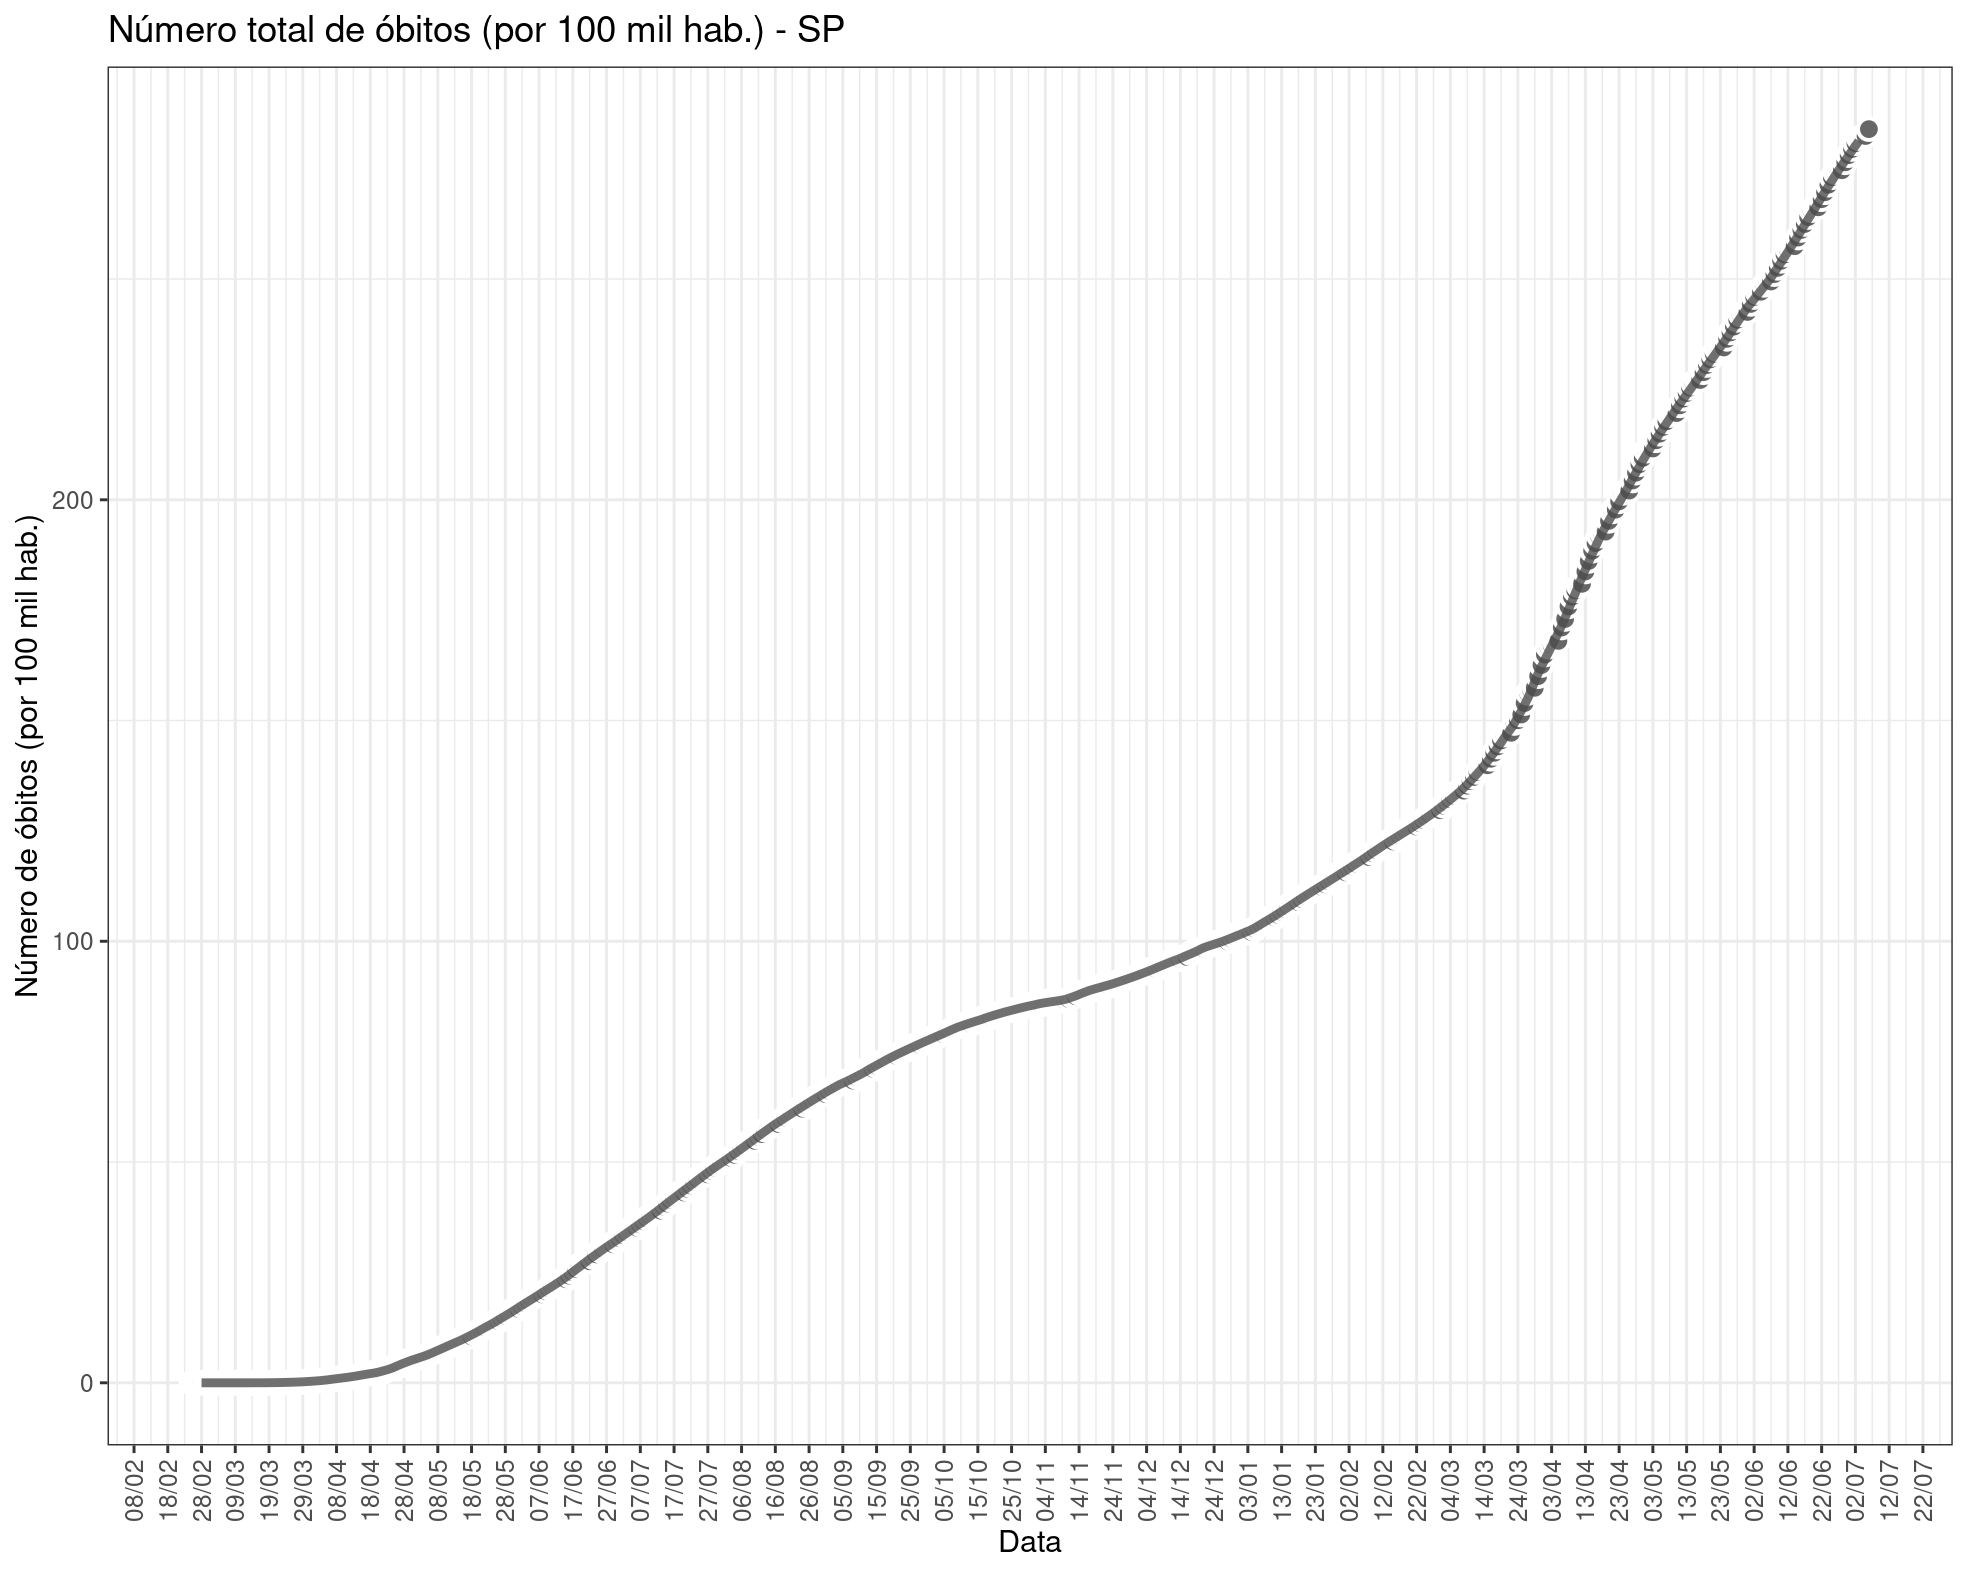 Número total de óbitos (por 100 mil hab.) - SP
Número de óbitos (por 100 mil hab.)
200
100
0
08/02 18/02 28/02 09/03 19/03 29/03 08/04 18/04 28/04 08/05 18/05 28/05 07/06 17/06 27/06 07/07 17/07 27/07 06/08 16/08 26/08 05/09 15/09 25/09 05/10 15/10 25/10 04/11 14/11 24/11 04/12 14/12 24/12 03/01 13/01 23/01 02/02 12/02 22/02 04/03 14/03 24/03 03/04 13/04 23/04 03/05 13/05 23/05 02/06 12/06 22/06 02/07 12/07 22/07
Data